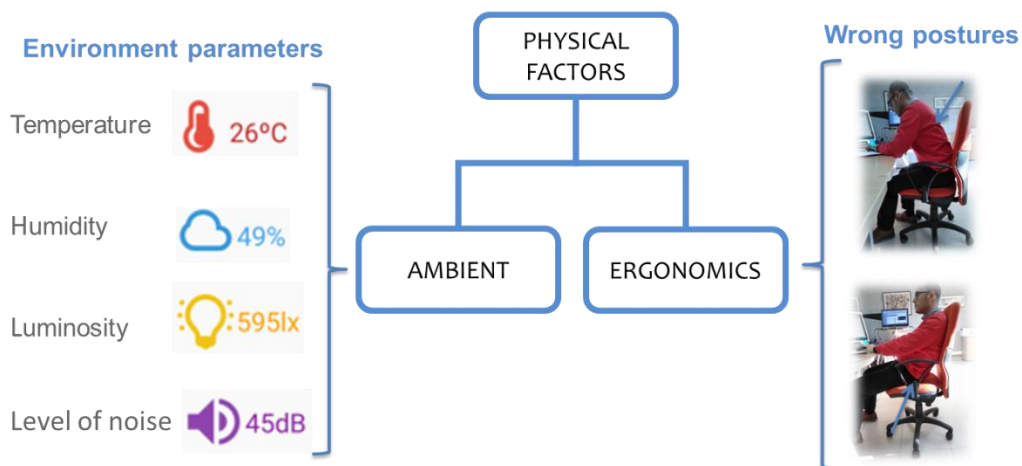 Environment parameters
PHYSICAL
FACTORS
Wrong postures
Temperature
26ºC
Humidity
49%
AMBIENT
ERGONOMICS
Luminosity
595lx
Level of noise
45dB